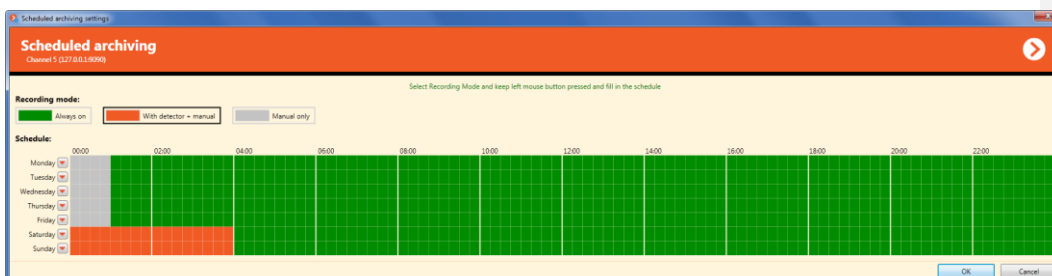 Scheduled archiving settings
Scheduled archiving
Channel 5 (127.0.0.1:9090)
Select Recording Mode and keep left mouse button pressed and fill in the schedule
Recording mode:
Always on With detector + manual Manual only
Schedule:
00:00 02:00 04:00 06:00 08:00 10:00 12:00 14:00 16:00 18:00 20:00 22:00
Monday
Tuesday
Wednesday
Thursday
Friday
Saturday
Sunday
OK Cancel